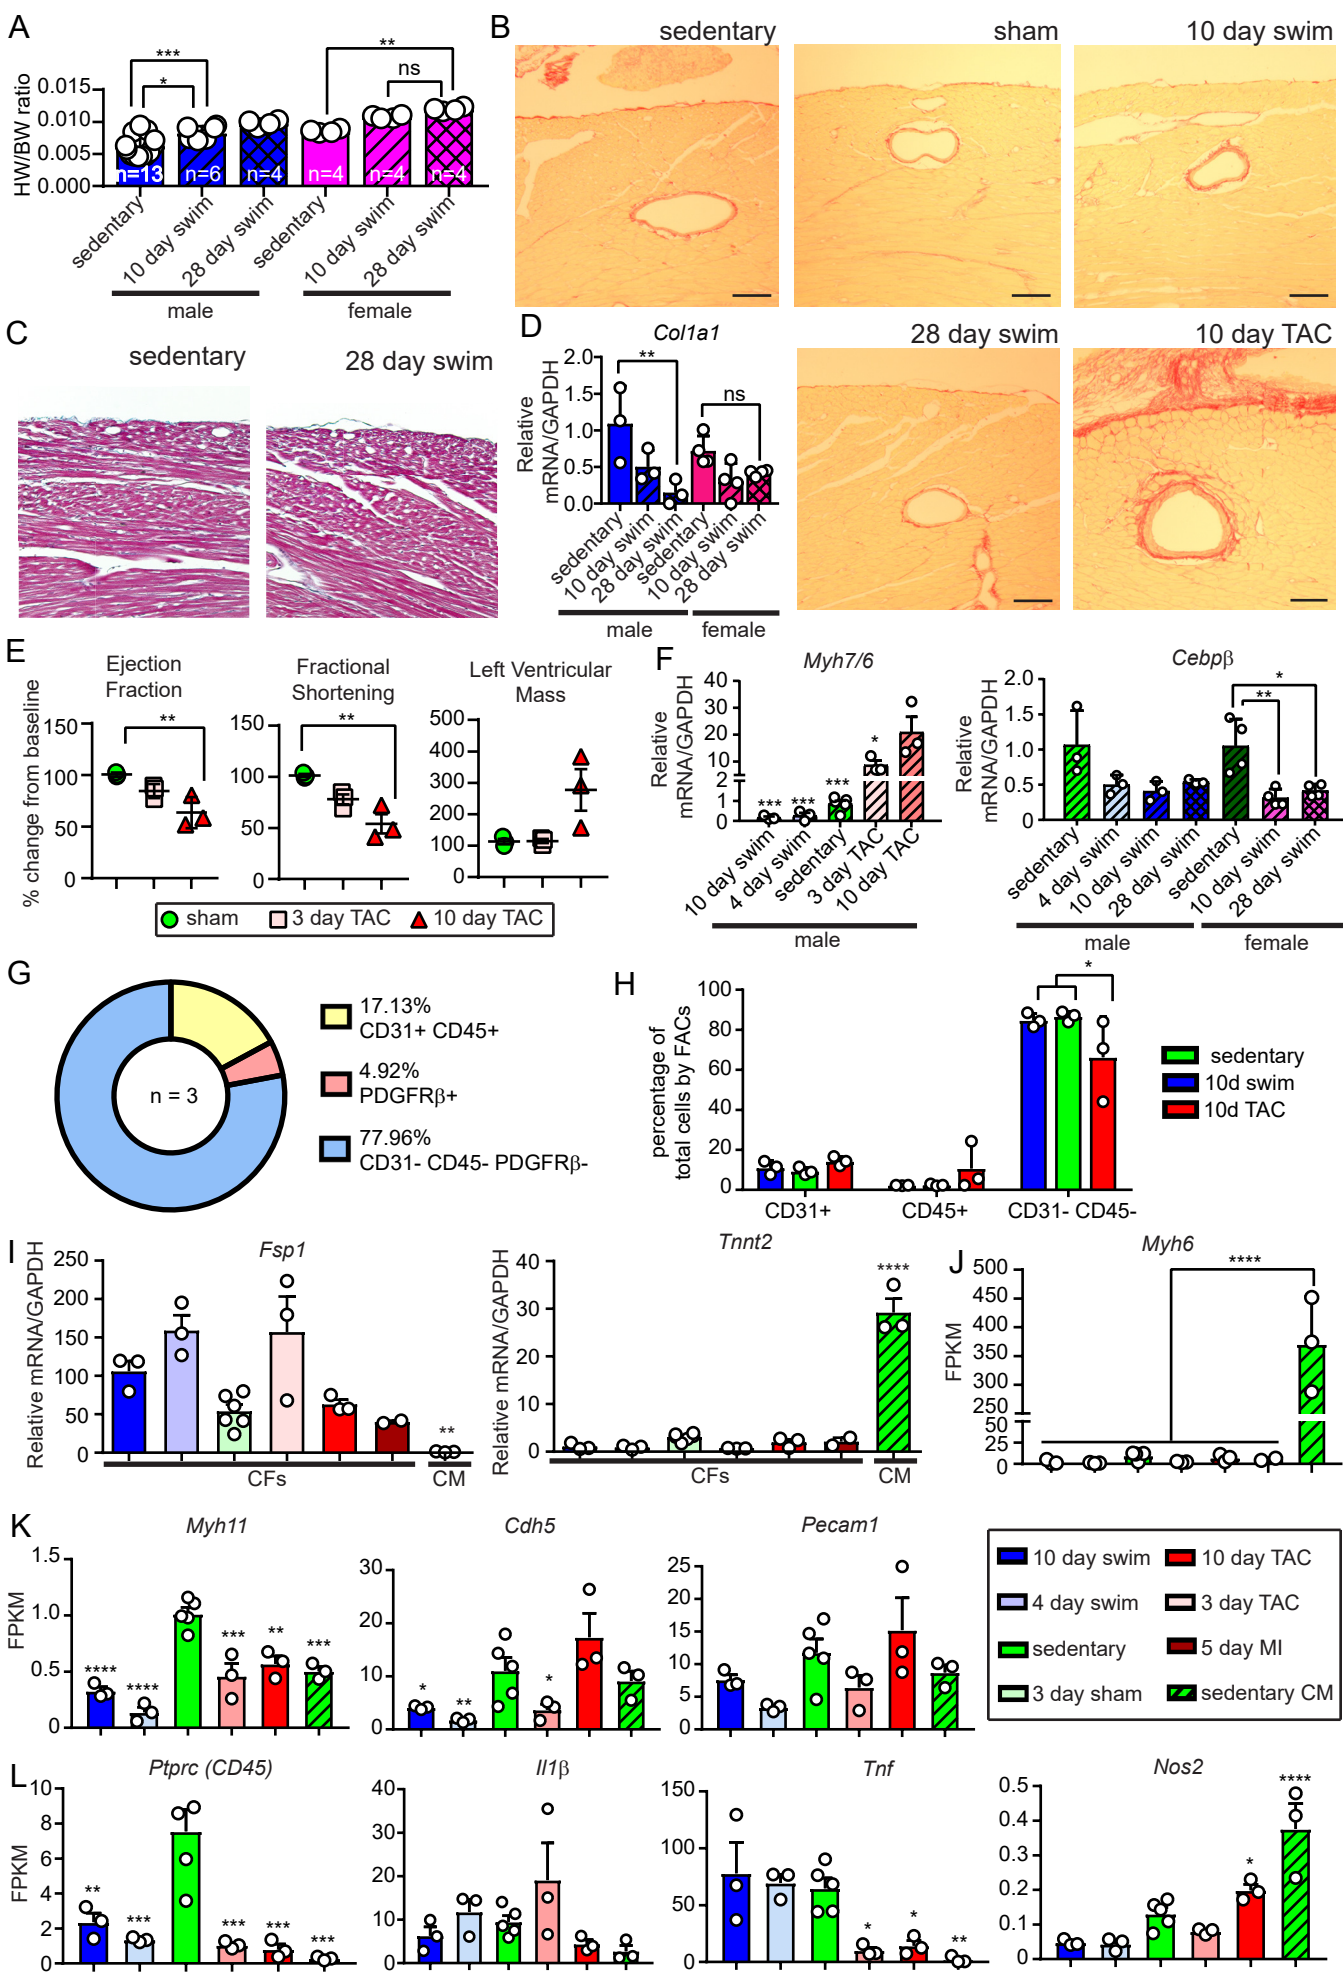 A
***
**
*
ns
HW/BW ratio
0.015
0.010
0.005
0.000
n=13
n=6
n=4
n=4
n=4
n=4
sedentary
10 day swim
28 day swim
sedentary
10 day swim
28 day swim
male
female
B
sedentary
sham
10 day swim
28 day swim
10 day TAC
C
sedentary
28 day swim
D
Col1a1
Relative
mRNA/GAPDH
2.0
1.5
1.0
0.5
0.0
**
ns
sedentary
10 day swim
28 day swim
sedentary
10 day swim
28 day swim
male
female
E
% change from baseline
Ejection
Fraction
150
100
50
0
**
Fractional
Shortening
150
100
50
0
**
Left Ventricular
Mass
500
400
300
200
100
0
sham
3 day TAC
10 day TAC
F
Myh7/6
Relative
mRNA/GAPDH
40
30
20
10
2
1
0
***
***
***
*
10 day swim
4 day swim
sedentary
3 day TAC
10 day TAC
male
Cebpβ
Relative
mRNA/GAPDH
2.0
1.5
1.0
0.5
0
*
**
sedentary
4 day swim
10 day swim
28 day swim
sedentary
10 day swim
28 day swim
male
female
G
n = 3
17.13%
CD31+ CD45+
4.92%
PDGFRβ+
77.96%
CD31- CD45- PDGFRβ-
H
percentage of
total cells by FACs
100
80
60
40
20
0
*
CD31+
CD45+
CD31- CD45-
sedentary
10d swim
10d TAC
I
Fsp1
Relative mRNA/GAPDH
250
200
150
100
50
0
**
CFs
CM
Tnnt2
Relative mRNA/GAPDH
40
30
20
10
0
****
CFs
CM
J
Myh6
FPKM
500
450
400
350
300
250
50
25
0
****
K
Myh11
FPKM
1.5
1.0
0.5
0
****
****
***
**
***
Cdh5
30
20
10
0
*
**
*
Pecam1
25
20
15
10
5
0
10 day swim
10 day TAC
4 day swim
3 day TAC
sedentary
5 day MI
3 day sham
sedentary CM
L
Ptprc (CD45)
FPKM
10
8
6
4
2
0
**
***
***
***
***
Il1β
40
30
20
10
0
Tnf
150
100
50
0
*
*
**
Nos2
0.5
0.4
0.3
0.2
0.1
0
*
****